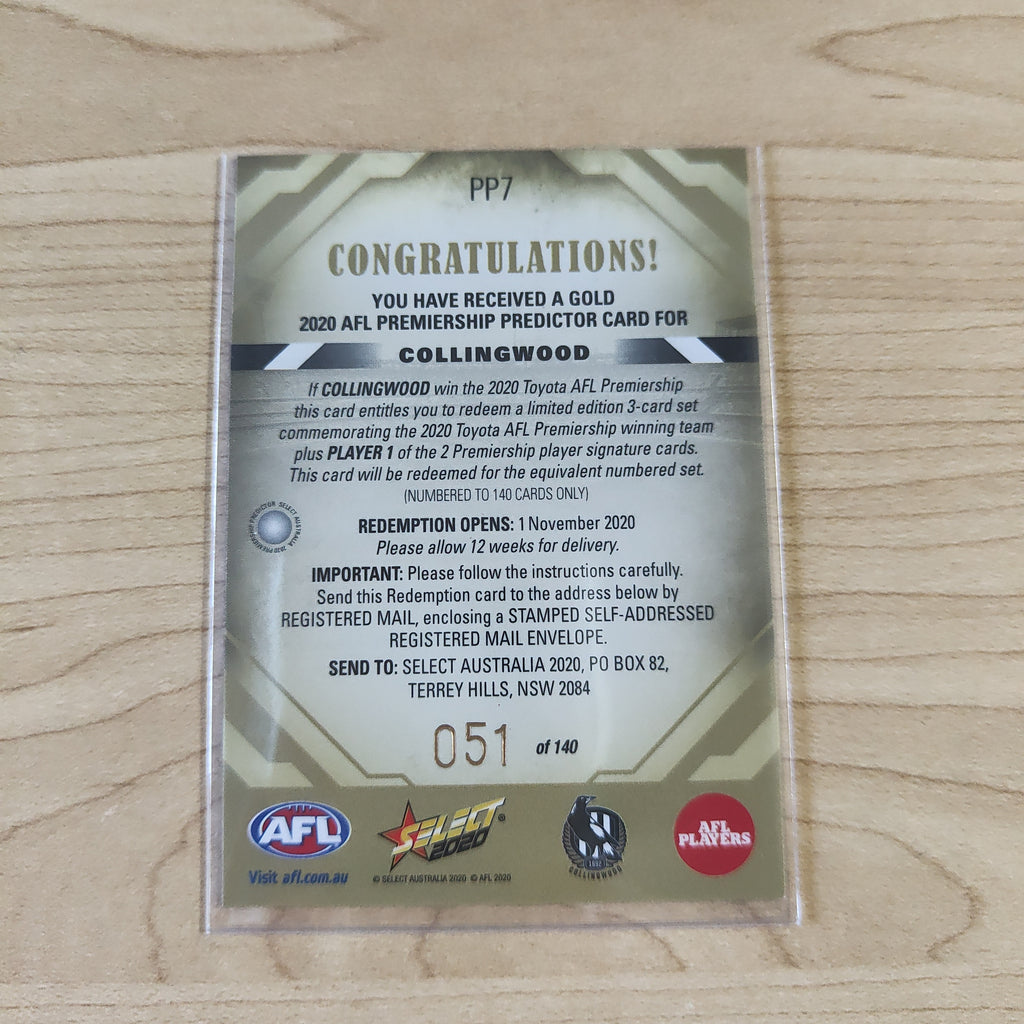 PP7
CONGRATULATIONS!
YOU HAVE RECEIVED A GOLD
2020 AFL PREMIERSHIP PREDICTOR CARD FOR
COLLINGWOOD
If COLLINGWOOD win the 2020 Toyota AFL Premiership
this card entitles you to redeem a limited edition 3-card set
commemorating the 2020 Toyota AFL Premiership winning team
plus PLAYER 1 of the 2 Premiership player signature cards.
This card will be redeemed for the equivalent numbered set.
(NUMBERED TO 140 CARDS ONLY)
2020 PREMIERSHIP PREDICTOR SELECT AUSTRALIA
REDEMPTION OPENS: 1 November 2020
Please allow 12 weeks for delivery.
IMPORTANT: Please follow the instructions carefully.
Send this Redemption card to the address below by
REGISTERED MAIL, enclosing a STAMPED SELF-ADDRESSED
REGISTERED MAIL ENVELOPE.
SEND TO: SELECT AUSTRALIA 2020, PO BOX 82,
TERREY HILLS, NSW 2084
051 of 140
AFL
Visit afl.com.au
SELECT
2020
®
© SELECT AUSTRALIA 2020 © AFL 2020
1892
COLLINGWOOD
AFL
PLAYERS